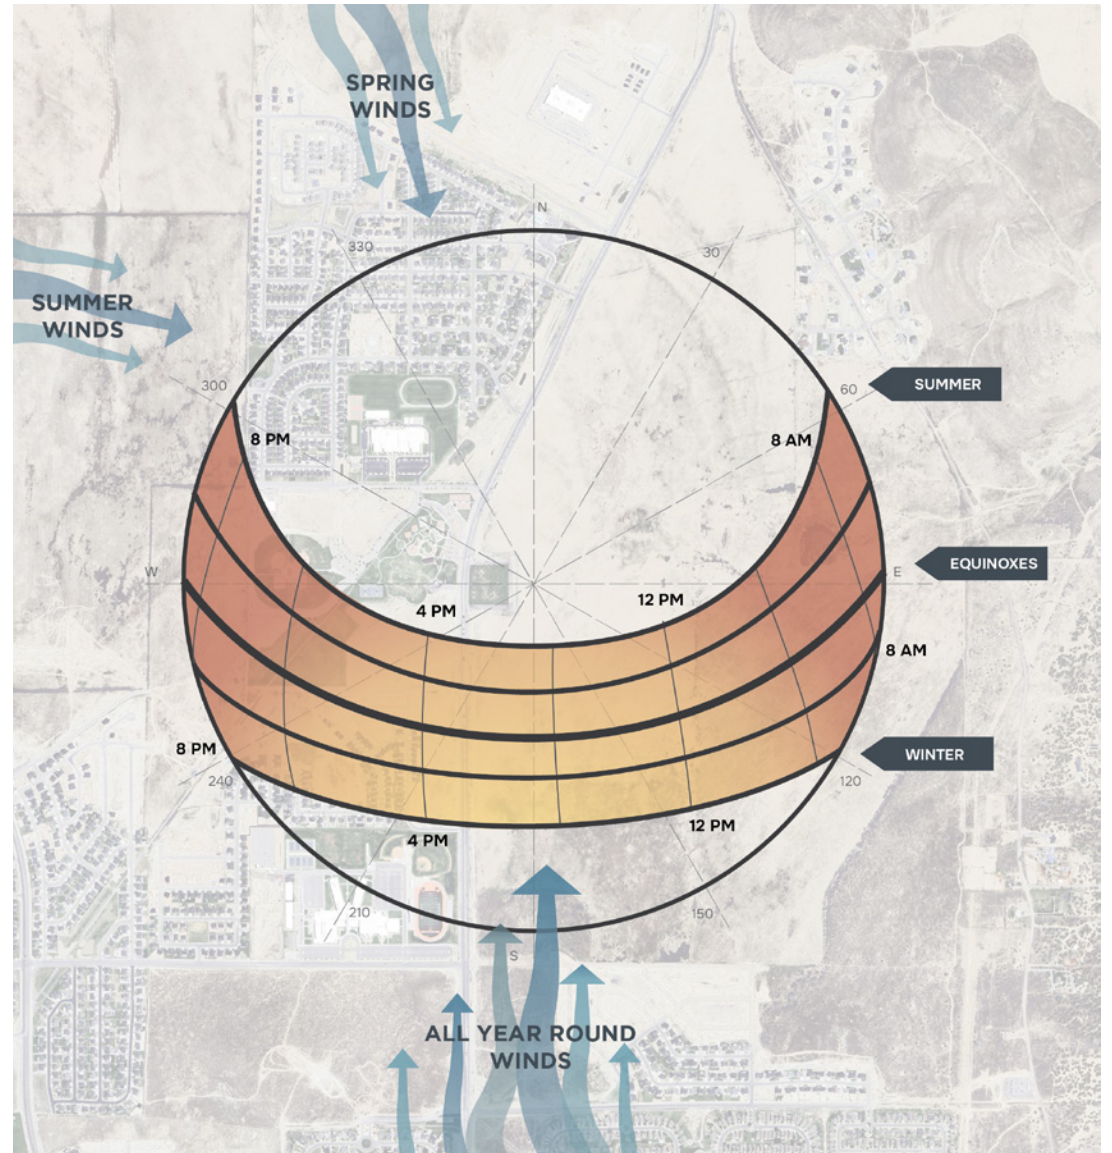 SPRING
WINDS
N
330
30
SUMMER
WINDS
300
60
SUMMER
8 PM
8 AM
W
E
EQUINOXES
4 PM
12 PM
8 AM
8 PM
WINTER
240
120
4 PM
12 PM
210
150
S
ALL YEAR ROUND
WINDS